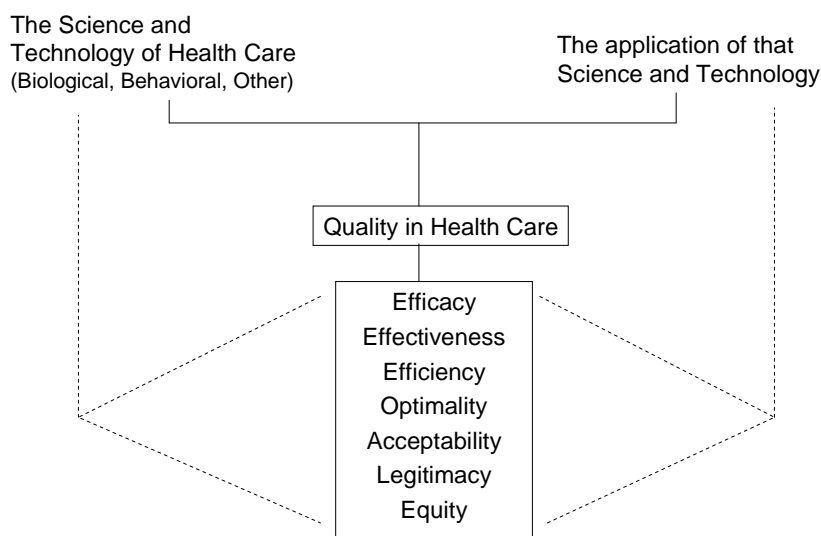 The Science and
Technology of Health Care
(Biological, Behavioral, Other)
The application of that
Science and Technology
Quality in Health Care
Efficacy
Effectiveness
Efficiency
Optimality
Acceptability
Legitimacy
Equity